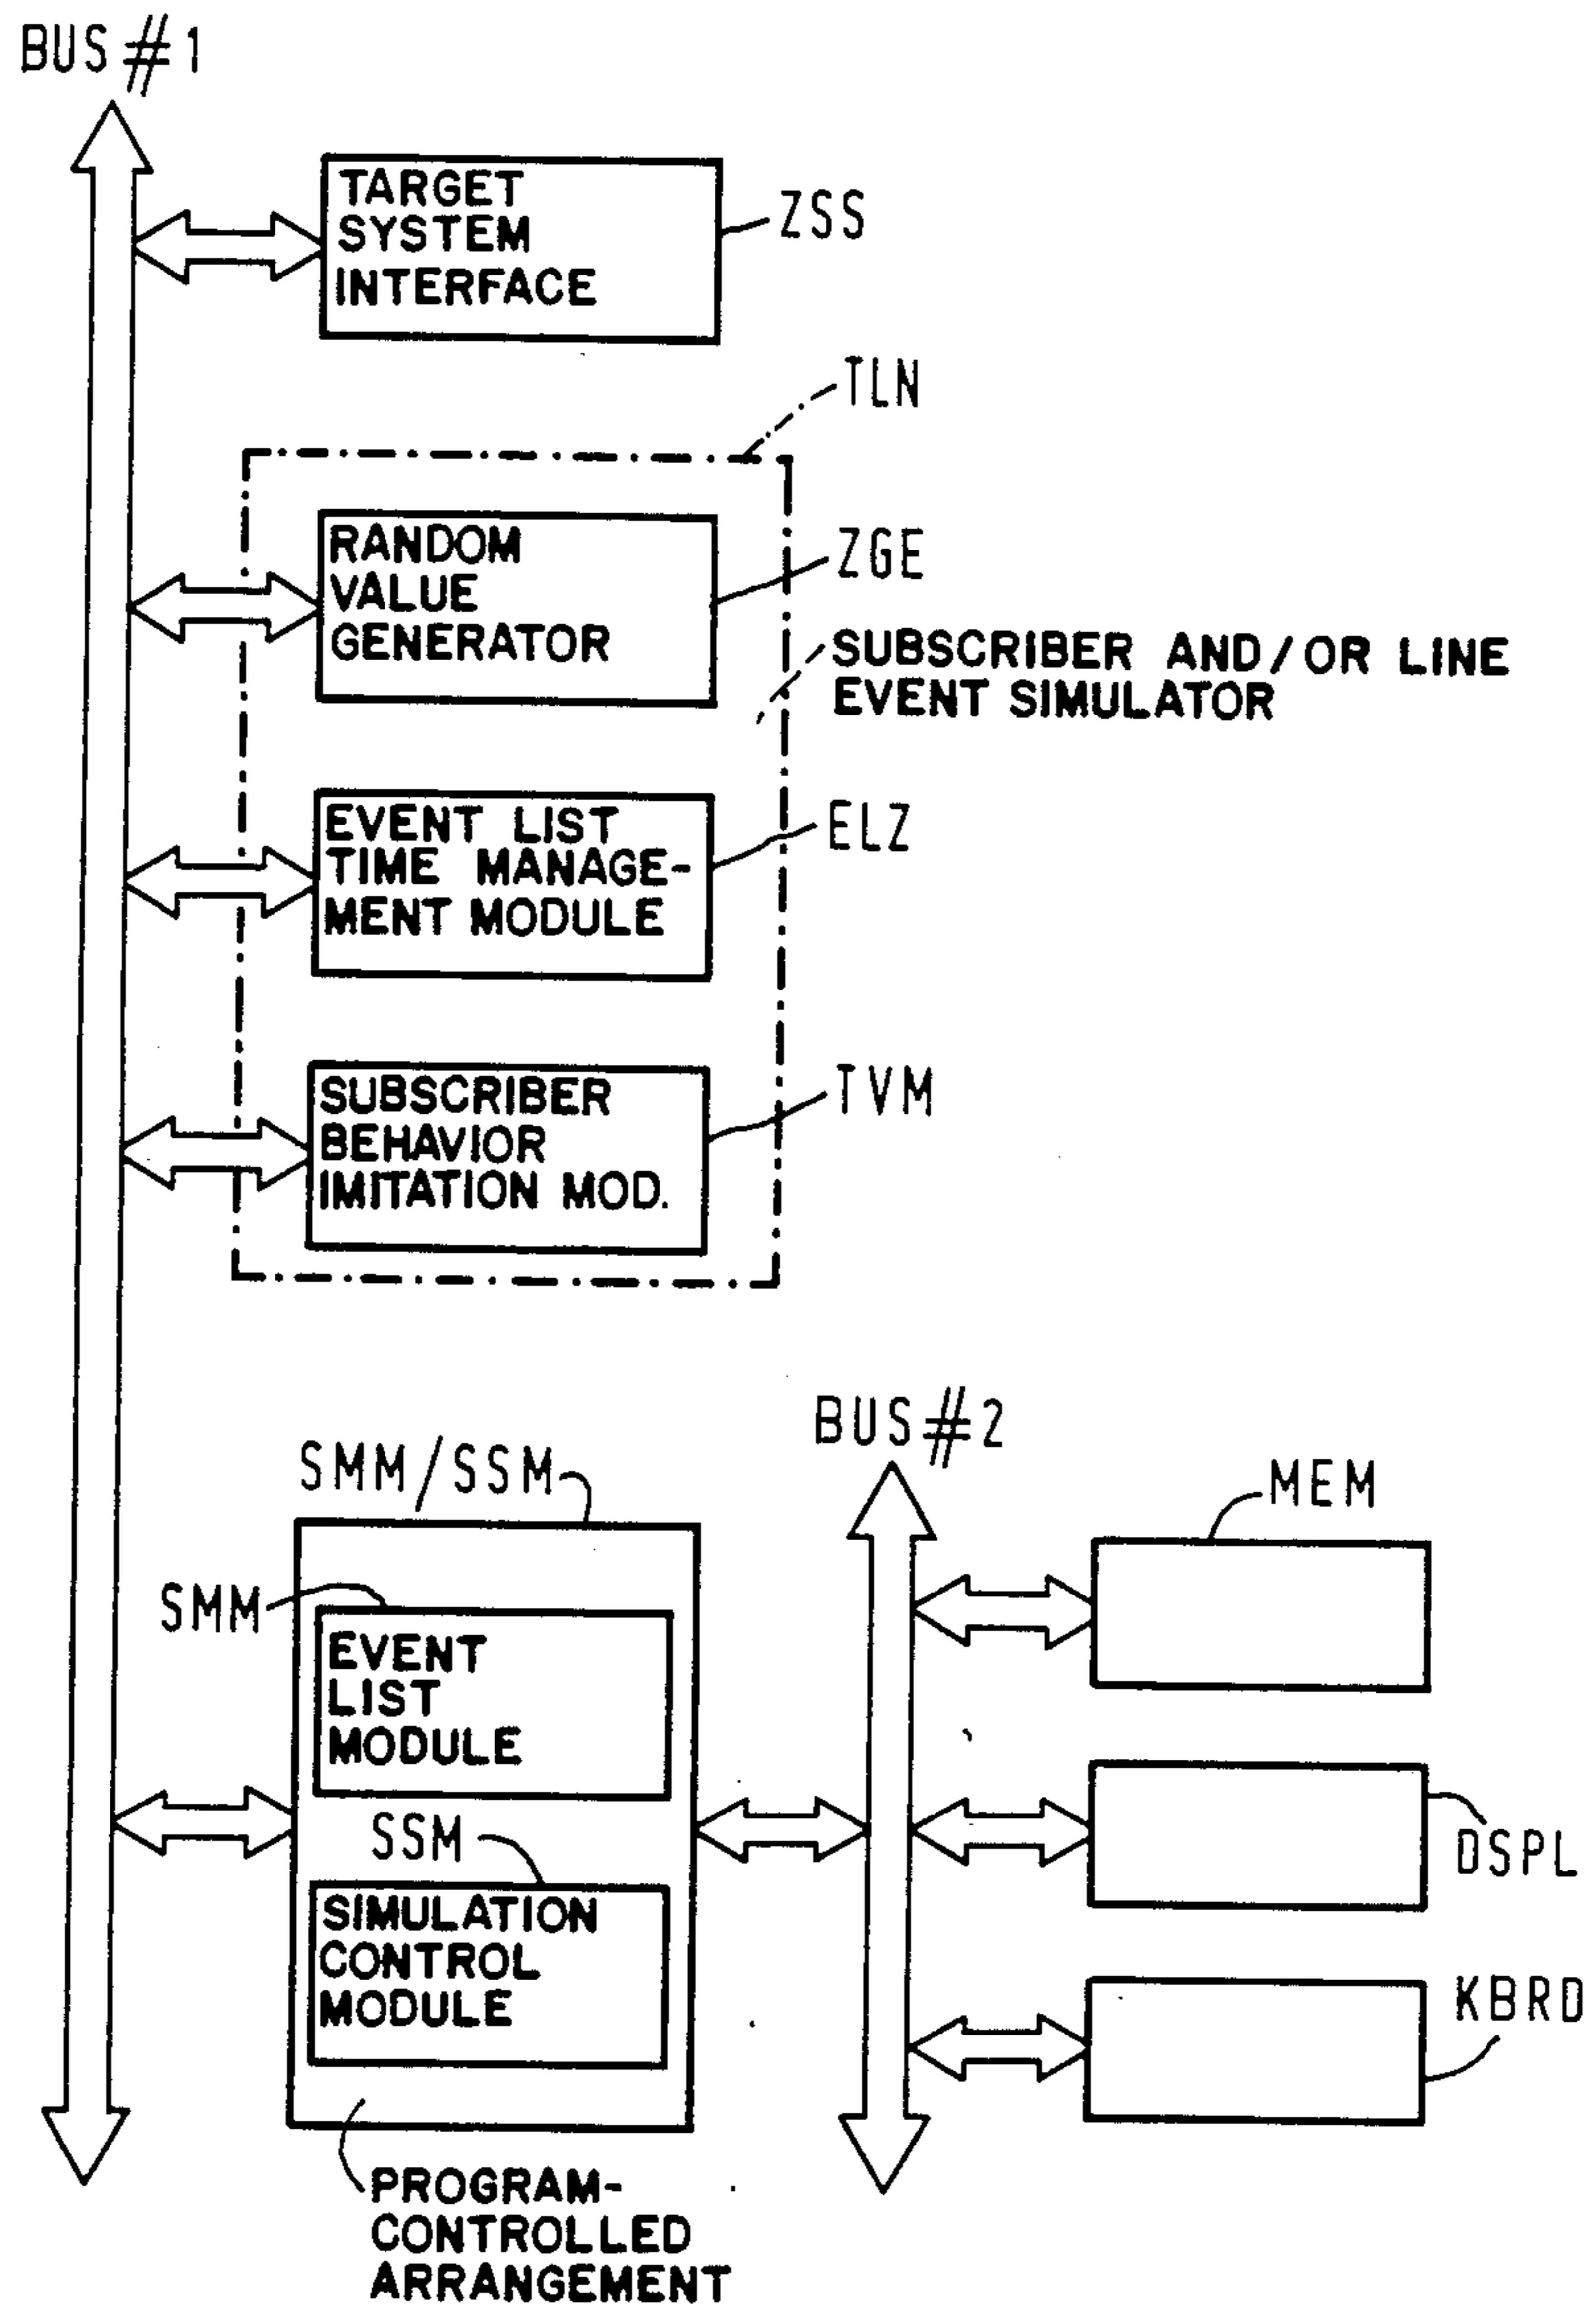 BUS #1
TARGET
SYSTEM
INTERFACE
ZSS
TLN
RANDOM
VALUE
GENERATOR
ZGE
SUBSCRIBER AND/OR LINE
EVENT SIMULATOR
EVENT LIST
TIME MANAGE-
MENT MODULE
ELZ
SUBSCRIBER
BEHAVIOR
IMITATION MOD.
TVM
SMM/SSM
SMM
EVENT
LIST
MODULE
SSM
SIMULATION
CONTROL
MODULE
PROGRAM-
CONTROLLED
ARRANGEMENT
BUS #2
MEM
DSPL
KBRD